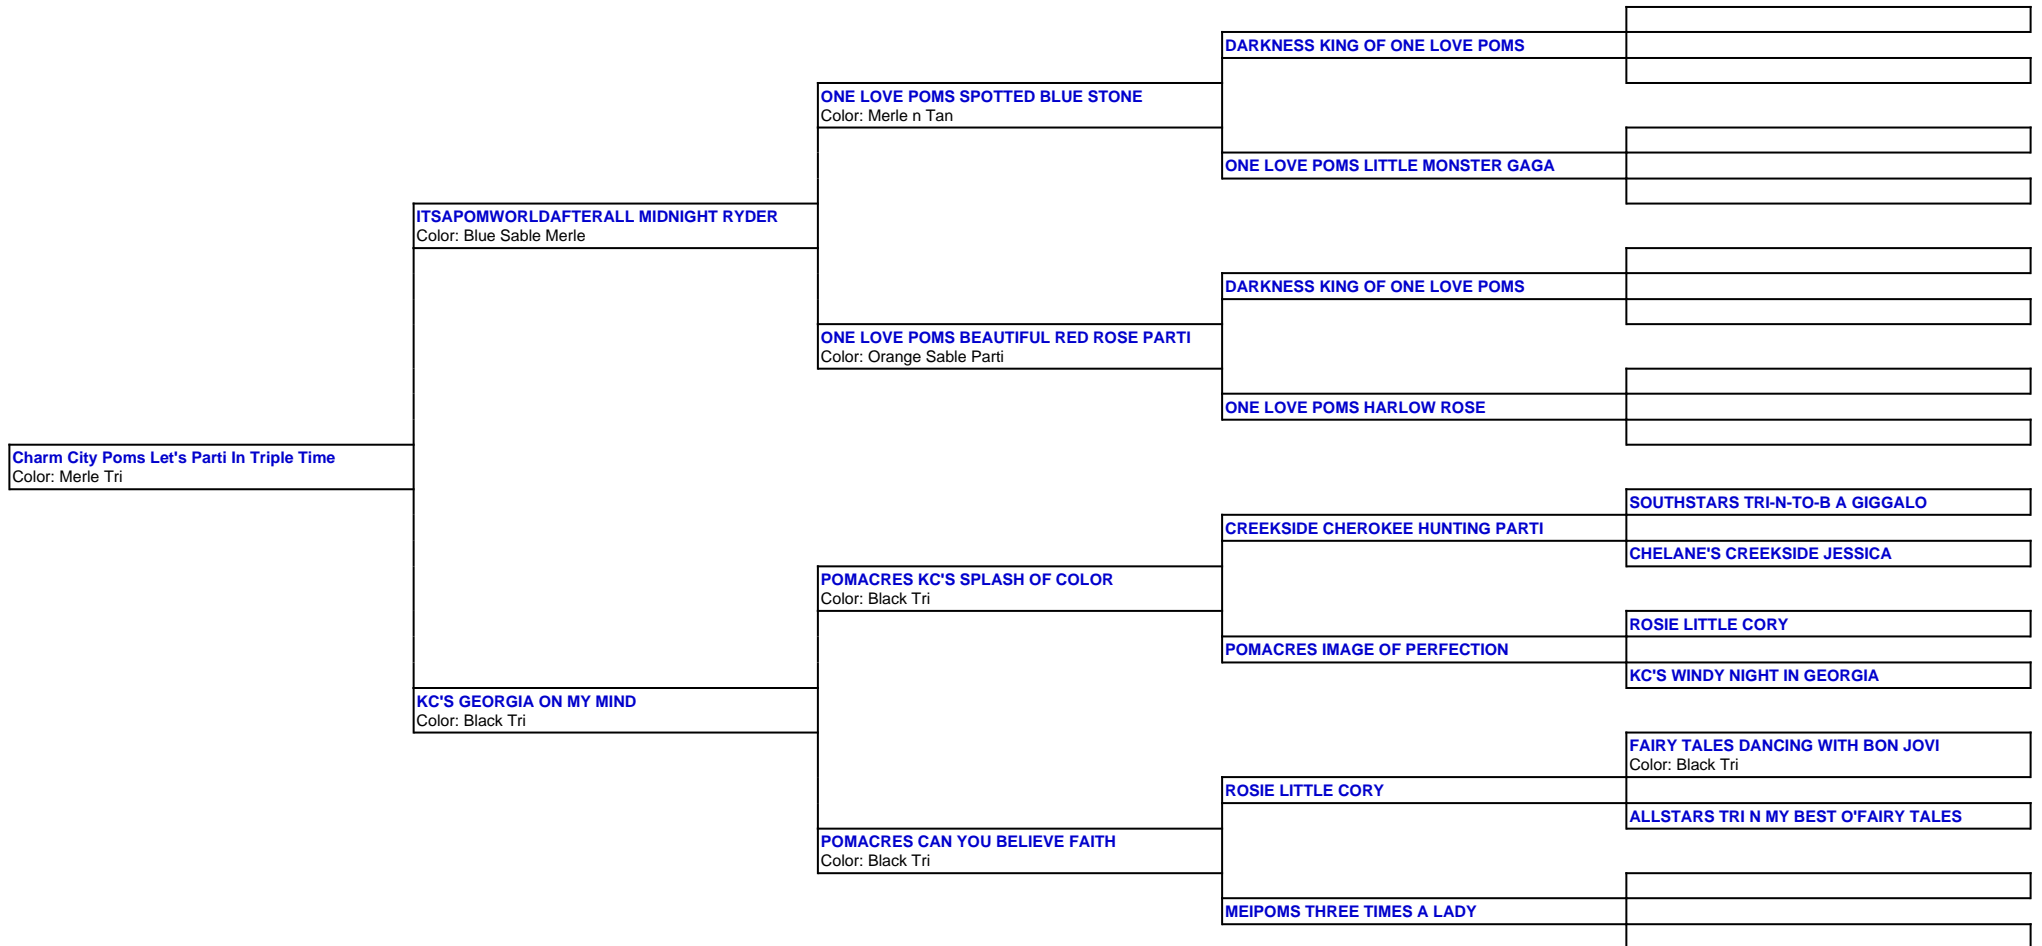 DARKNESS KING OF ONE LOVE POMS
ONE LOVE POMS SPOTTED BLUE STONE
Color: Merle n Tan
ONE LOVE POMS LITTLE MONSTER GAGA
ITSAPOMWORLDAFTERALL MIDNIGHT RYDER
Color: Blue Sable Merle
DARKNESS KING OF ONE LOVE POMS
ONE LOVE POMS BEAUTIFUL RED ROSE PARTI
Color: Orange Sable Parti
ONE LOVE POMS HARLOW ROSE
Charm City Poms Let's Parti In Triple Time
Color: Merle Tri
SOUTHSTARS TRI-N-TO-B A GIGGALO
CREEKSIDE CHEROKEE HUNTING PARTI
CHELANE'S CREEKSIDE JESSICA
POMACRES KC'S SPLASH OF COLOR
Color: Black Tri
ROSIE LITTLE CORY
POMACRES IMAGE OF PERFECTION
KC'S WINDY NIGHT IN GEORGIA
KC'S GEORGIA ON MY MIND
Color: Black Tri
FAIRY TALES DANCING WITH BON JOVI
Color: Black Tri
ROSIE LITTLE CORY
ALLSTARS TRI N MY BEST O'FAIRY TALES
POMACRES CAN YOU BELIEVE FAITH
Color: Black Tri
MEIPOMS THREE TIMES A LADY